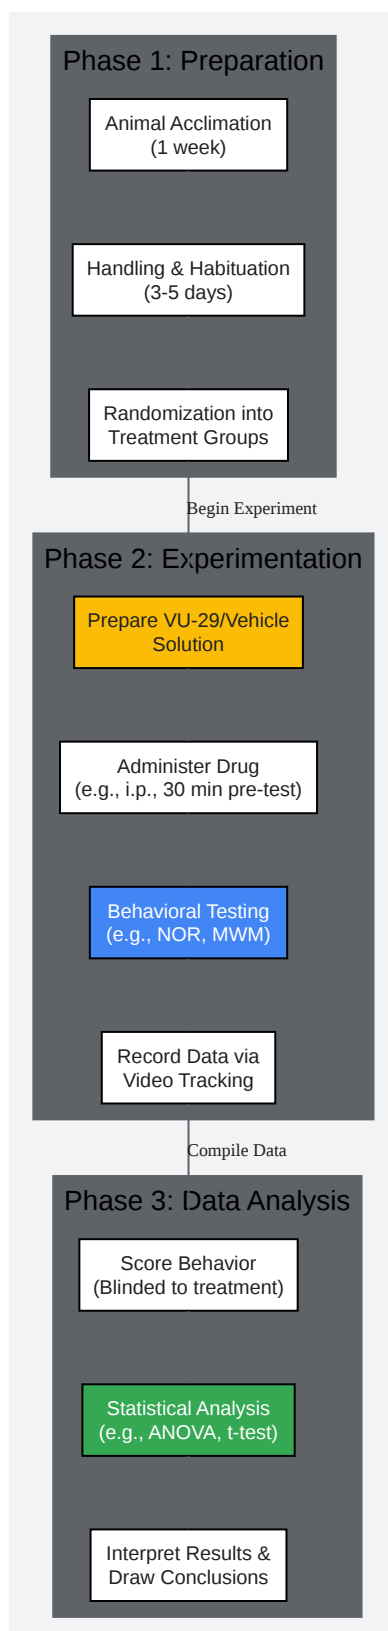 Phase 1: Preparation
Animal Acclimation
(1 week)
Handling & Habituation
(3-5 days)
Randomization into
Treatment Groups
Begin Experiment
Phase 2: Experimentation
Prepare VU-29/Vehicle
Solution
Administer Drug
(e.g., i.p., 30 min pre-test)
Behavioral Testing
(e.g., NOR, MWM)
Record Data via
Video Tracking
Compile Data
Phase 3: Data Analysis
Score Behavior
(Blinded to treatment)
Statistical Analysis
(e.g., ANOVA, t-test)
Interpret Results &
Draw Conclusions